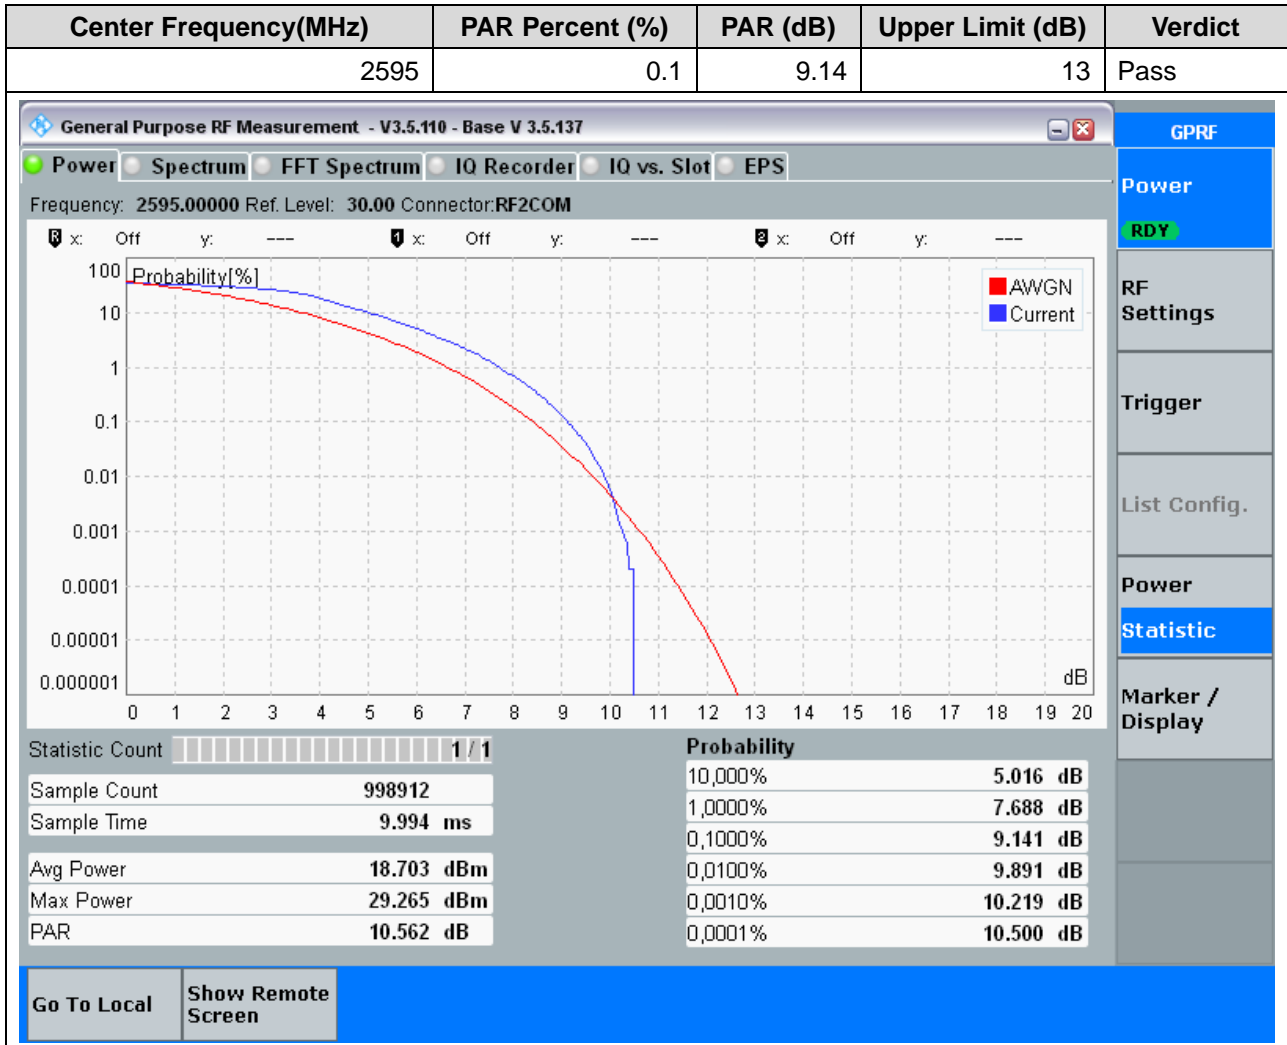 Center Frequency(MHz) PAR Percent (%) PAR (dB) Upper Limit (dB) Verdict
2595 0.1 9.14 13 Pass
General Purpose RF Measurement - V3.5.110 - Base V 3.5.137
GPRF
Power Spectrum FFT Spectrum IQ Recorder IQ vs. Slot EPS
Power
RDY
Frequency: 2595.00000 Ref. Level: 30.00 Connector:RF2COM
R x: Off y: --- 1 x: Off y: --- 2 x: Off y: ---
Probability[%]
100
10
1
0.1
0.01
0.001
0.0001
0.00001
0.000001
AWGN
Current
dB
0 1 2 3 4 5 6 7 8 9 10 11 12 13 14 15 16 17 18 19 20
RF
Settings
Trigger
List Config.
Power
Statistic
Marker /
Display
Statistic Count 1 / 1
Sample Count 998912
Sample Time 9.994 ms
Avg Power 18.703 dBm
Max Power 29.265 dBm
PAR 10.562 dB
Probability
10,000% 5.016 dB
1,0000% 7.688 dB
0,1000% 9.141 dB
0,0100% 9.891 dB
0,0010% 10.219 dB
0,0001% 10.500 dB
Go To Local
Show Remote
Screen